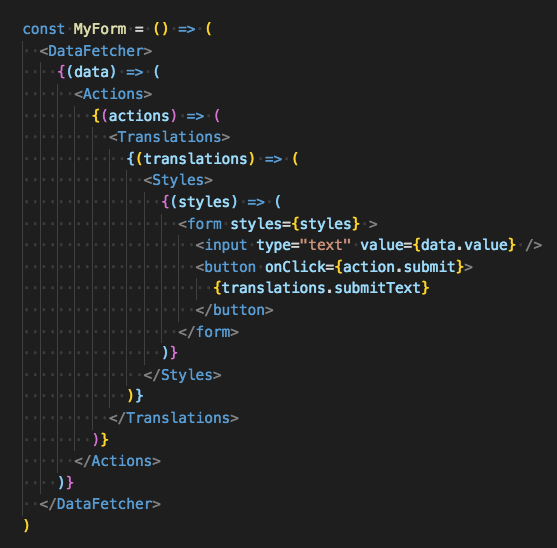 const MyForm = () => (
  <DataFetcher>
    {(data) => (
      <Actions>
        {(actions) => (
          <Translations>
            {(translations) => (
              <Styles>
                {(styles) => (
                  <form styles={styles} >
                    <input type="text" value={data.value} />
                    <button onClick={action.submit}>
                      {translations.submitText}
                    </button>
                  </form>
                )}
              </Styles>
            )}
          </Translations>
        )}
      </Actions>
    )}
  </DataFetcher>
)